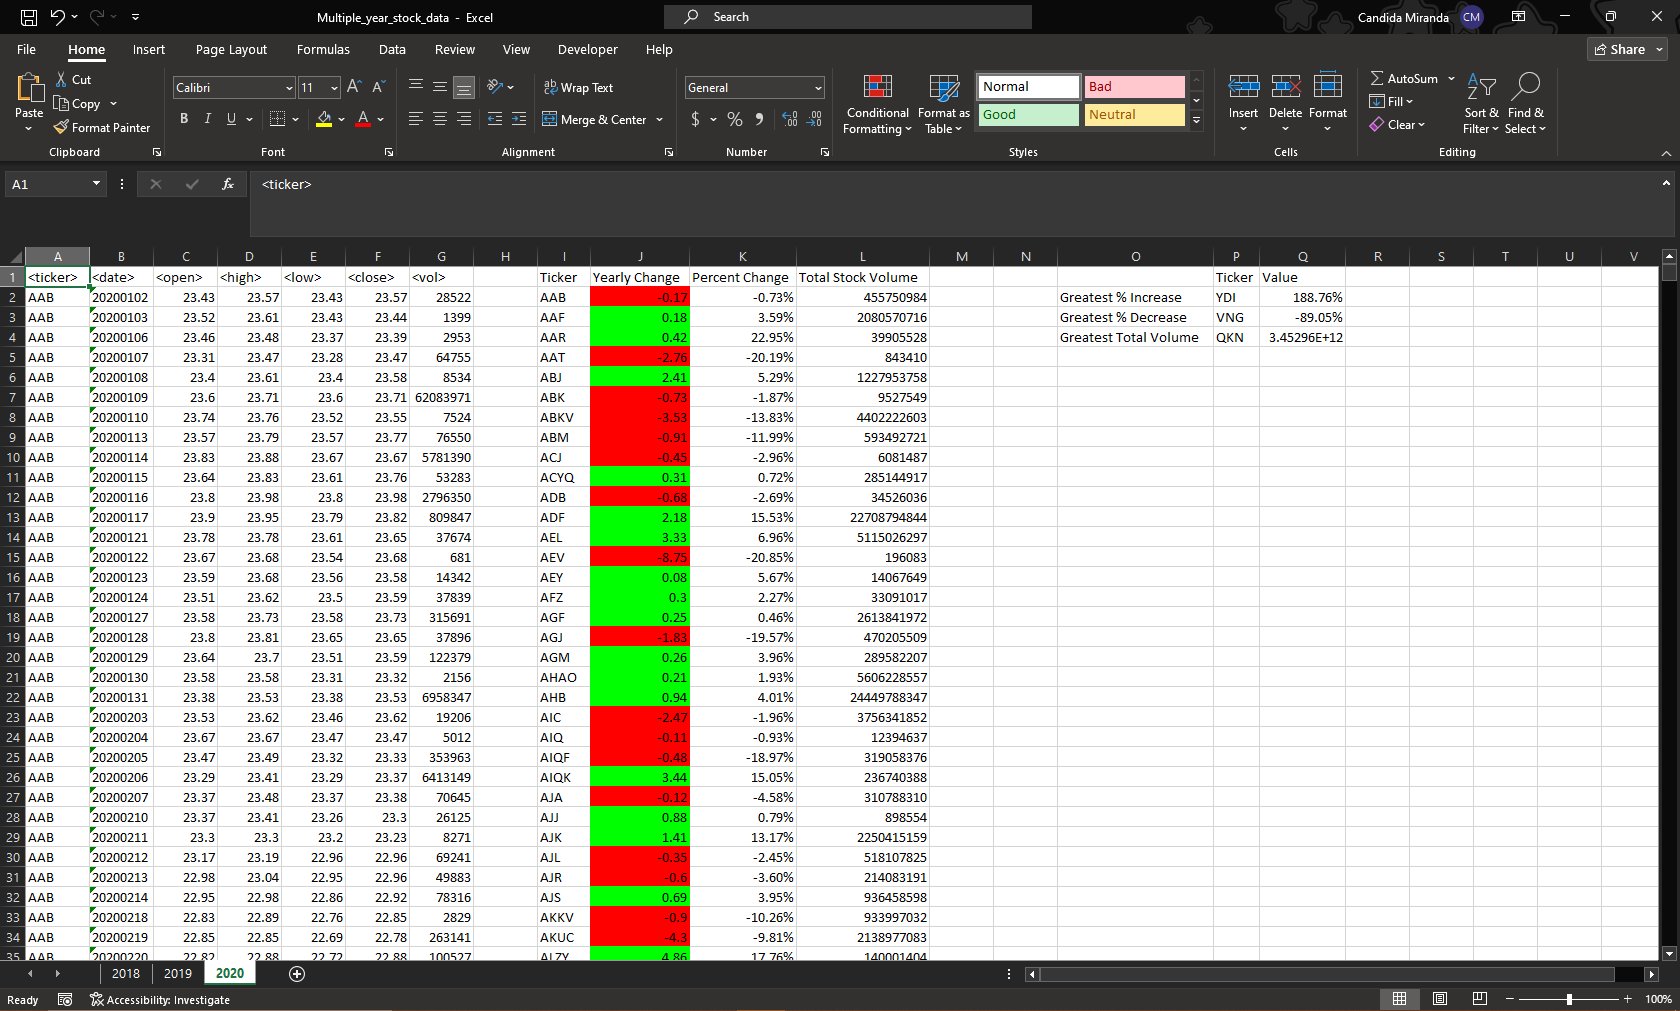 Multiple_year_stock_data - Excel
Search
Candida Miranda CM
File Home Insert Page Layout Formulas Data Review View Developer Help
Share
Paste
Cut
Copy
Format Painter
Clipboard
Calibri 11
A^ A˅
B I U
A
Font
ab Wrap Text
Merge & Center
Alignment
General
$ % 9 .00
Number
Conditional Formatting
Format as Table
Normal Bad
Good Neutral
Styles
Insert Delete Format
Cells
AutoSum
Fill
Clear
Sort & Filter
Find & Select
Editing
A1 fx <ticker>
A B C D E F G H I J K L M N O P Q R S T U V
1 <ticker> <date> <open> <high> <low> <close> <vol> Ticker Yearly Change Percent Change Total Stock Volume Ticker Value
2 AAB 20200102 23.43 23.57 23.43 23.57 28522 AAB -0.17 -0.73% 455750984 Greatest % Increase YDI 188.76%
3 AAB 20200103 23.52 23.61 23.43 23.44 1399 AAF 0.18 3.59% 2080570716 Greatest % Decrease VNG -89.05%
4 AAB 20200106 23.46 23.48 23.37 23.39 2953 AAR 0.42 22.95% 39905528 Greatest Total Volume QKN 3.45296E+12
5 AAB 20200107 23.31 23.47 23.28 23.47 64755 AAT -2.76 -20.19% 843410
6 AAB 20200108 23.4 23.61 23.4 23.58 8534 ABJ 2.41 5.29% 1227953758
7 AAB 20200109 23.6 23.71 23.6 23.71 62083971 ABK -0.73 -1.87% 9527549
8 AAB 20200110 23.74 23.76 23.52 23.55 7524 ABKV -3.53 -13.83% 4402222603
9 AAB 20200113 23.57 23.79 23.57 23.77 76550 ABM -0.91 -11.99% 593492721
10 AAB 20200114 23.83 23.88 23.67 23.67 5781390 ACJ -0.45 -2.96% 6081487
11 AAB 20200115 23.64 23.83 23.61 23.76 53283 ACYQ 0.31 0.72% 285144917
12 AAB 20200116 23.8 23.98 23.8 23.98 2796350 ADB -0.68 -2.69% 34526036
13 AAB 20200117 23.9 23.95 23.79 23.82 809847 ADF 2.18 15.53% 22708794844
14 AAB 20200121 23.78 23.78 23.61 23.65 37674 AEL 3.33 6.96% 5115026297
15 AAB 20200122 23.67 23.68 23.54 23.68 681 AEV -8.75 -20.85% 196083
16 AAB 20200123 23.59 23.68 23.56 23.58 14342 AEY 0.08 5.67% 14067649
17 AAB 20200124 23.51 23.62 23.5 23.59 37839 AFZ 0.3 2.27% 33091017
18 AAB 20200127 23.58 23.73 23.58 23.73 315691 AGF 0.25 0.46% 2613841972
19 AAB 20200128 23.8 23.81 23.65 23.65 37896 AGJ -1.83 -19.57% 470205509
20 AAB 20200129 23.64 23.7 23.51 23.59 122379 AGM 0.26 3.96% 289582207
21 AAB 20200130 23.58 23.58 23.31 23.32 2156 AHAO 0.21 1.93% 5606228557
22 AAB 20200131 23.38 23.53 23.38 23.53 6958347 AHB 0.94 4.01% 24449788347
23 AAB 20200203 23.53 23.62 23.46 23.62 19206 AIC -2.47 -1.96% 3756341852
24 AAB 20200204 23.67 23.67 23.47 23.47 5012 AIQ -0.11 -0.93% 12394637
25 AAB 20200205 23.47 23.49 23.32 23.33 353963 AIQF -0.48 -18.97% 319058376
26 AAB 20200206 23.29 23.41 23.29 23.37 6413149 AIQK 3.44 15.05% 236740388
27 AAB 20200207 23.37 23.48 23.37 23.38 70645 AJA -0.12 -4.58% 310788310
28 AAB 20200210 23.37 23.41 23.26 23.3 26125 AJJ 0.88 0.79% 898554
29 AAB 20200211 23.3 23.3 23.2 23.23 8271 AJK 1.41 13.17% 2250415159
30 AAB 20200212 23.17 23.19 22.96 22.96 69241 AJL -0.35 -2.45% 518107825
31 AAB 20200213 22.98 23.04 22.95 22.96 49883 AJR -0.6 -3.60% 214083191
32 AAB 20200214 22.95 22.98 22.86 22.92 78316 AJS 0.69 3.95% 936458598
33 AAB 20200218 22.83 22.89 22.76 22.85 2829 AKKV -0.9 -10.26% 933997032
34 AAB 20200219 22.85 22.85 22.69 22.78 263141 AKUC -4.3 -9.81% 2138977083
35 AAB 20200220 22.82 22.88 22.72 22.88 100527 ALZY 4.86 17.76% 140001404
2018 2019 2020
Ready Accessibility: Investigate 100%